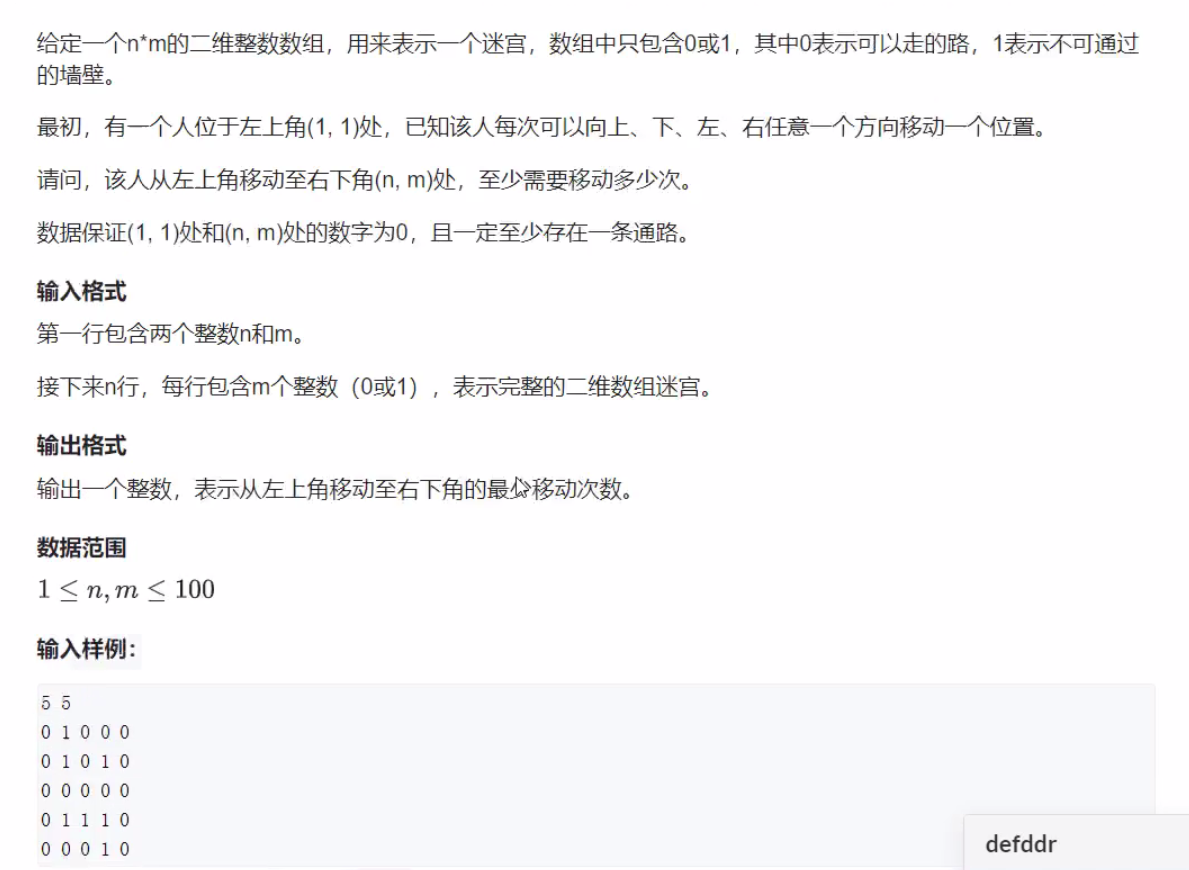 给定一个n*m的二维整数数组，用来表示一个迷宫，数组中只包含0或1，其中0表示可以走的路，1表示不可通过
的墙壁。
最初，有一个人位于左上角(1, 1)处，已知该人每次可以向上、下、左、右任意一个方向移动一个位置。
请问，该人从左上角移动至右下角(n, m)处，至少需要移动多少次。
数据保证(1, 1)处和(n, m)处的数字为0，且一定至少存在一条通路。
输入格式
第一行包含两个整数n和m。
接下来n行，每行包含m个整数（0或1），表示完整的二维数组迷宫。
输出格式
输出一个整数，表示从左上角移动至右下角的最少移动次数。
数据范围
1 ≤ n, m ≤ 100
输入样例：
5 5
0 1 0 0 0
0 1 0 1 0
0 0 0 0 0
0 1 1 1 0
0 0 0 1 0
defddr